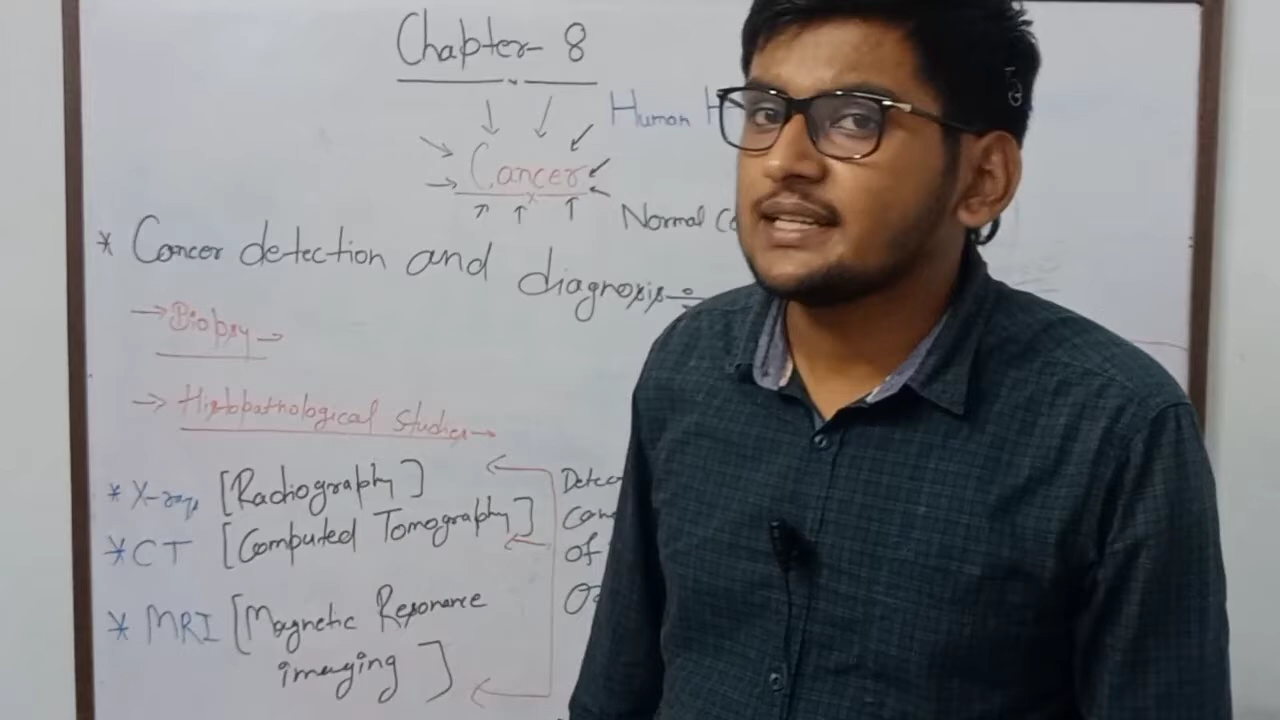 Chapter- 8
Human H
Cancer
Normal
* Cancer detection and diagnosis÷
→ Biopsy →
→ Histopathological Studies →
* X-ray [Radiography]
* CT [Computed Tomography]
* MRI [Magnetic Resonance
imaging]
of